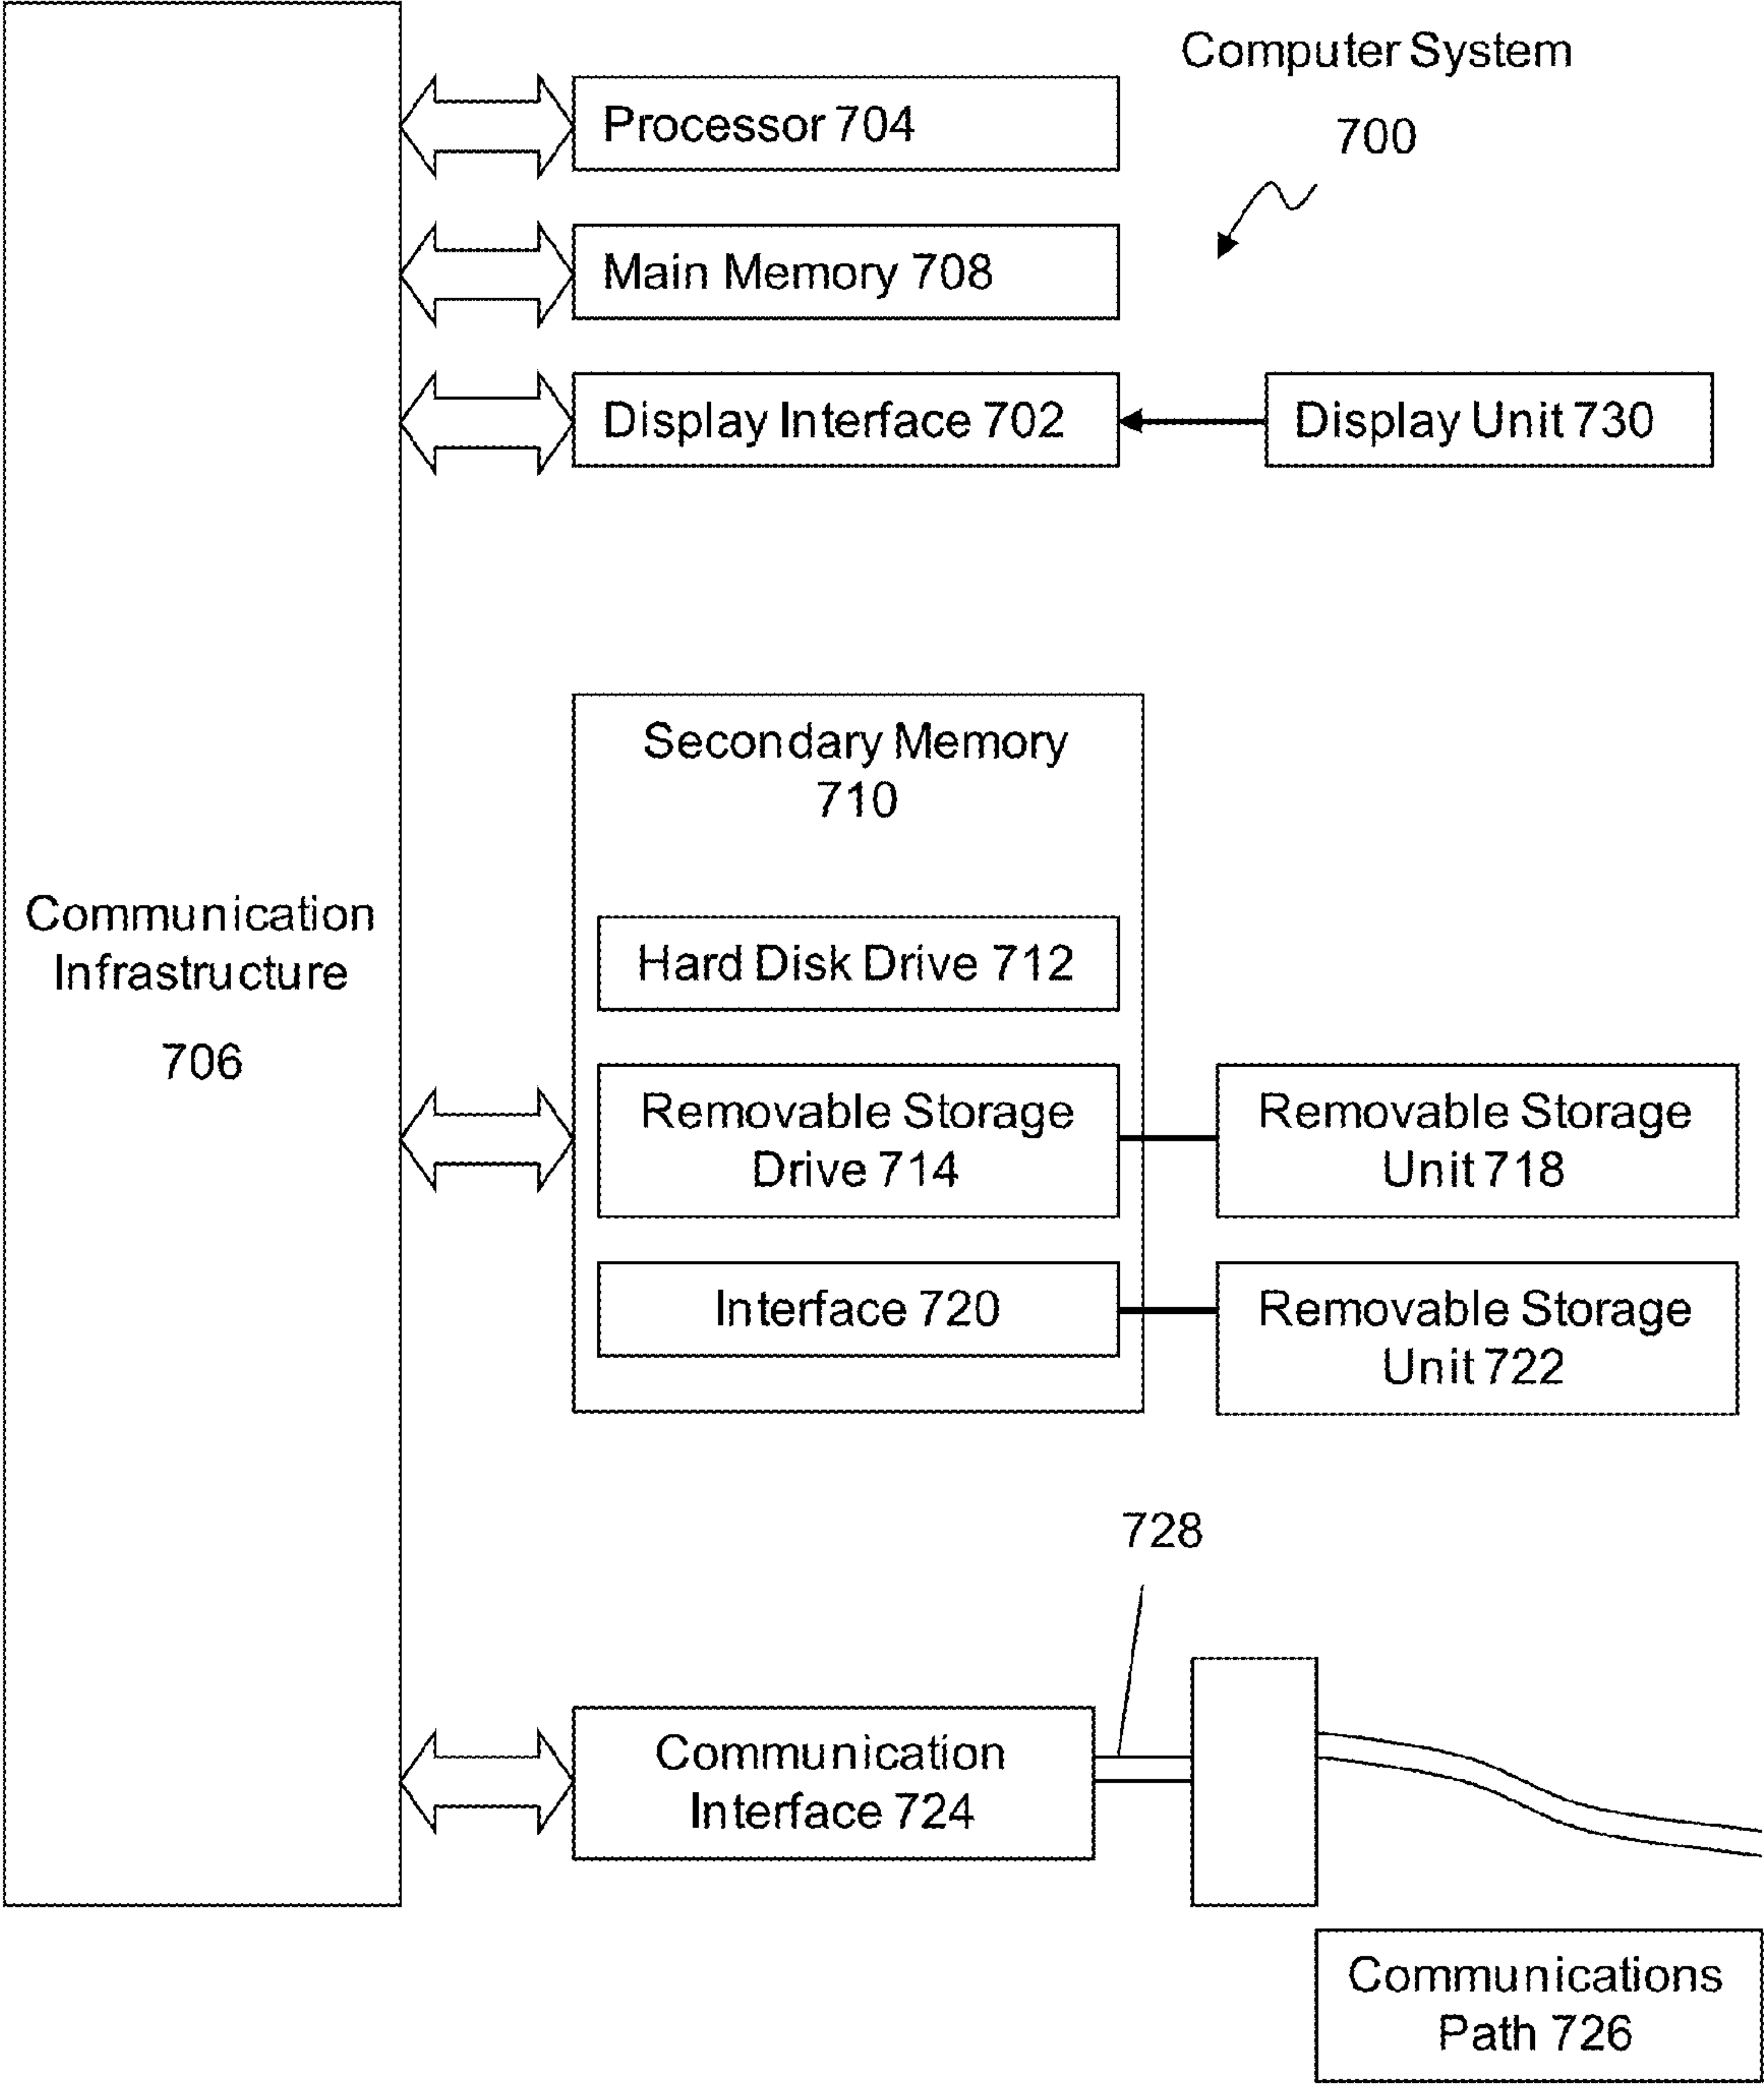 Computer System
700
Processor 704
Main Memory 708
Display Interface 702
Display Unit 730
Communication
Infrastructure
706
Secondary Memory
710
Hard Disk Drive 712
Removable Storage
Drive 714
Removable Storage
Unit 718
Interface 720
Removable Storage
Unit 722
728
Communication
Interface 724
Communications
Path 726